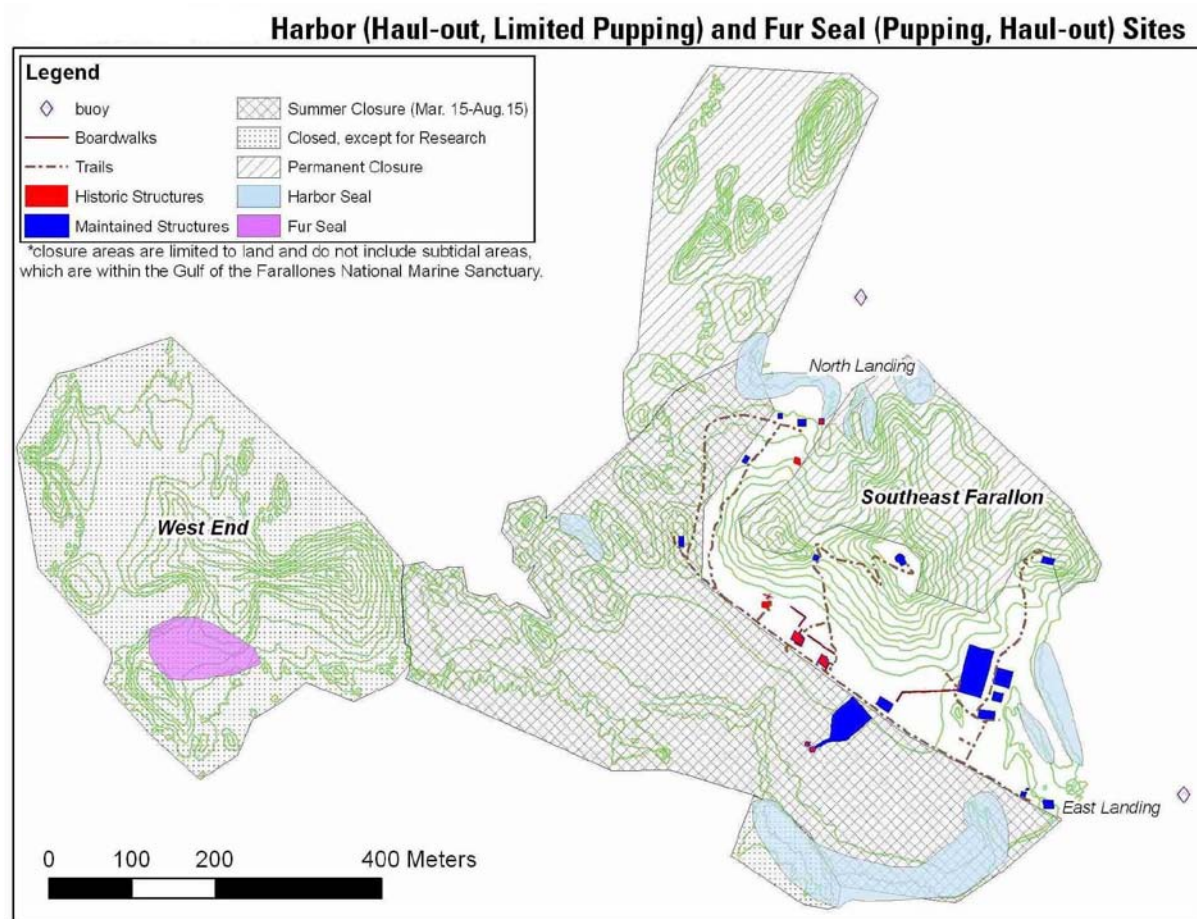 Harbor (Haul-out, Limited Pupping) and Fur Seal (Pupping, Haul-out) Sites
Legend
buoy
Boardwalks
Trails
Historic Structures
Maintained Structures
Summer Closure (Mar. 15-Aug.15)
Closed, except for Research
Permanent Closure
Harbor Seal
Fur Seal
*closure areas are limited to land and do not include subtidal areas,
which are within the Gulf of the Farallones National Marine Sanctuary.
North Landing
Southeast Farallon
West End
East Landing
0 100 200 400 Meters